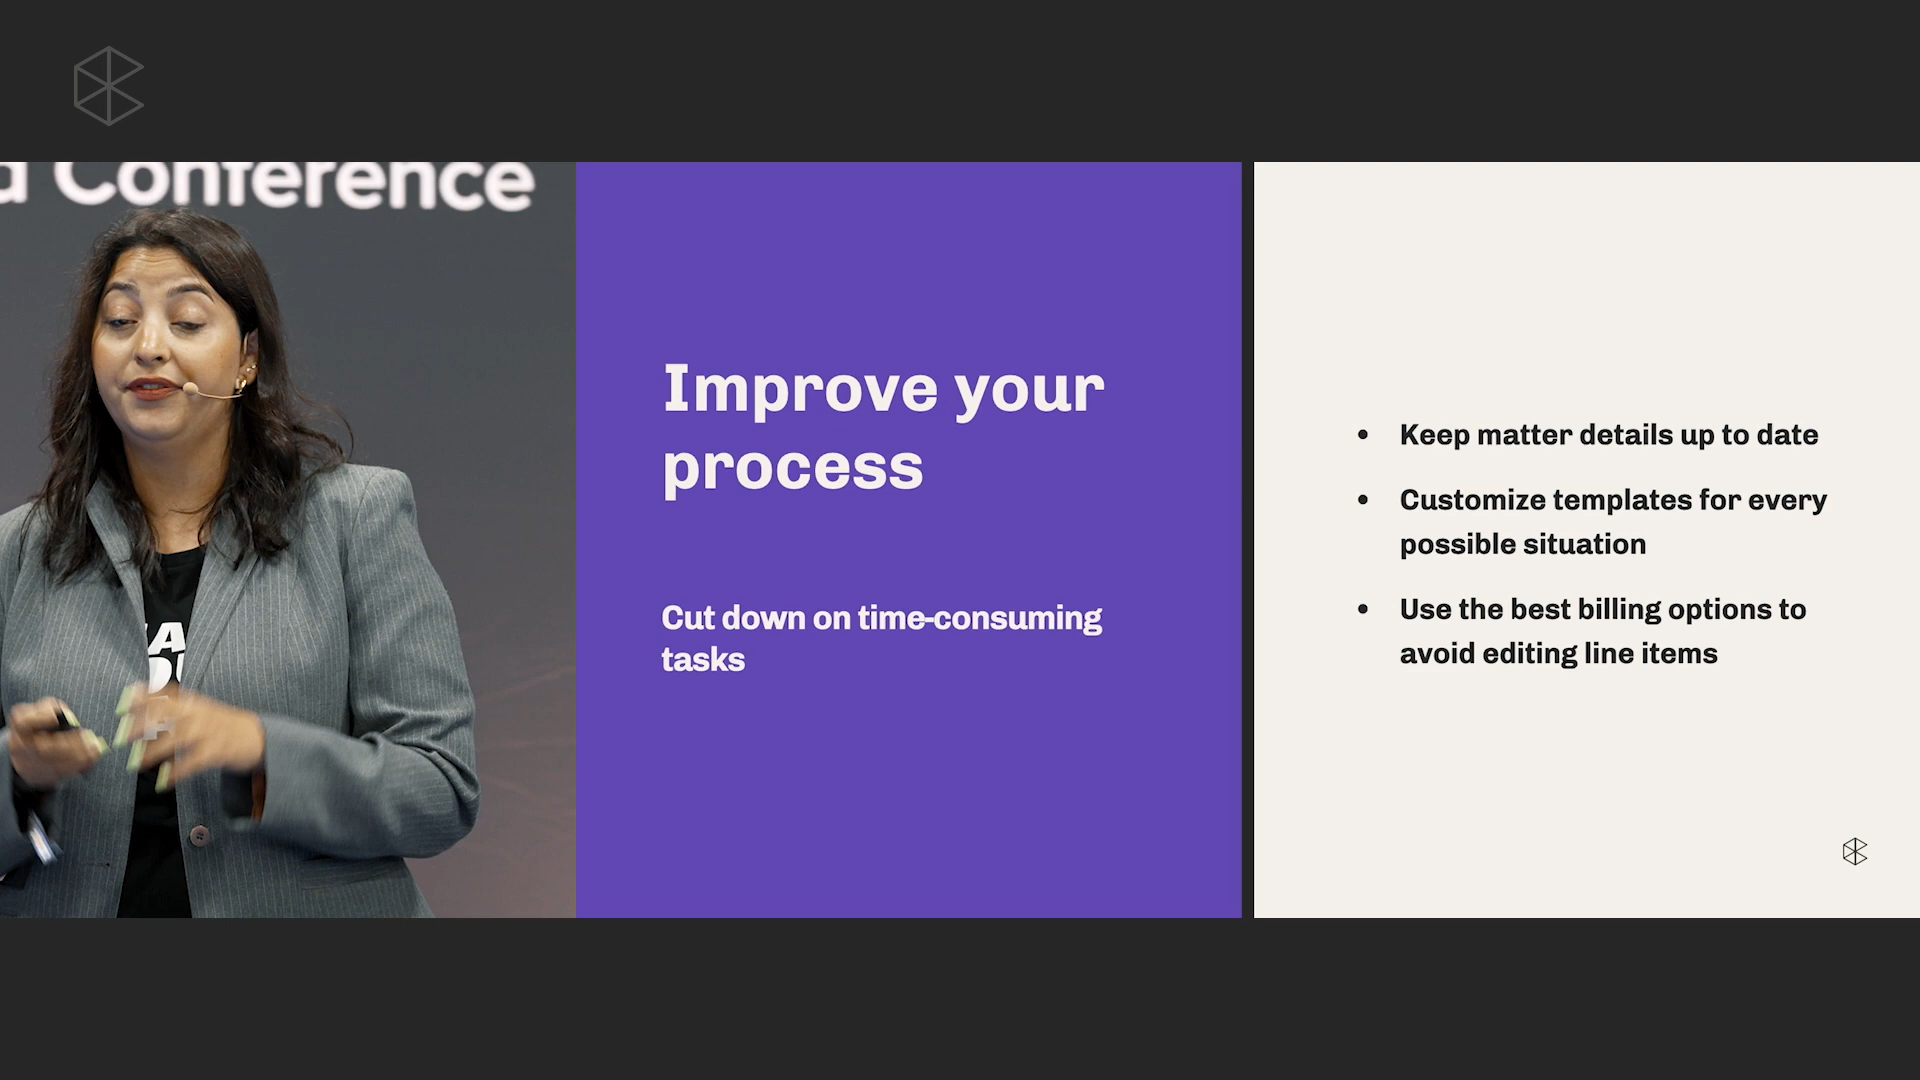 Conference
Improve your
process
Cut down on time-consuming
tasks
• Keep matter details up to date
• Customize templates for every
possible situation
• Use the best billing options to
avoid editing line items